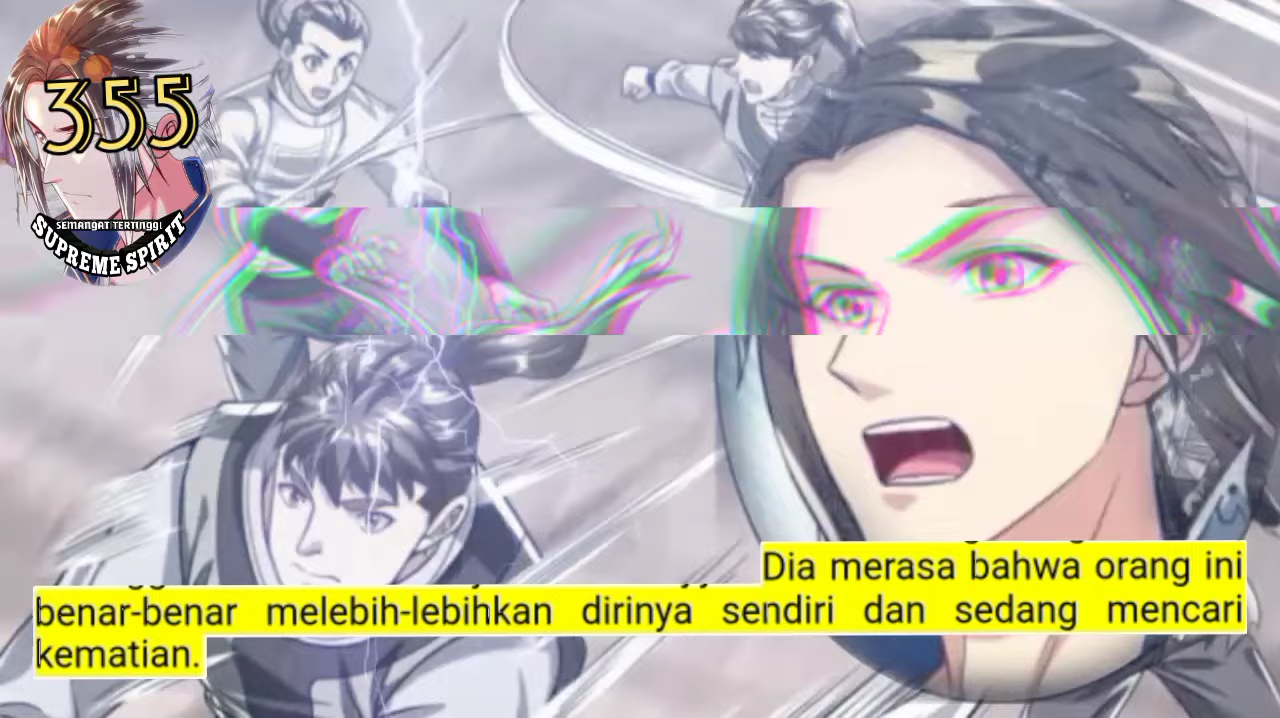 355
SEMANGAT TERTINGGI
SUPREME SPIRIT
Dia merasa bahwa orang ini
benar-benar melebih-lebihkan dirinya sendiri dan sedang mencari
kematian.